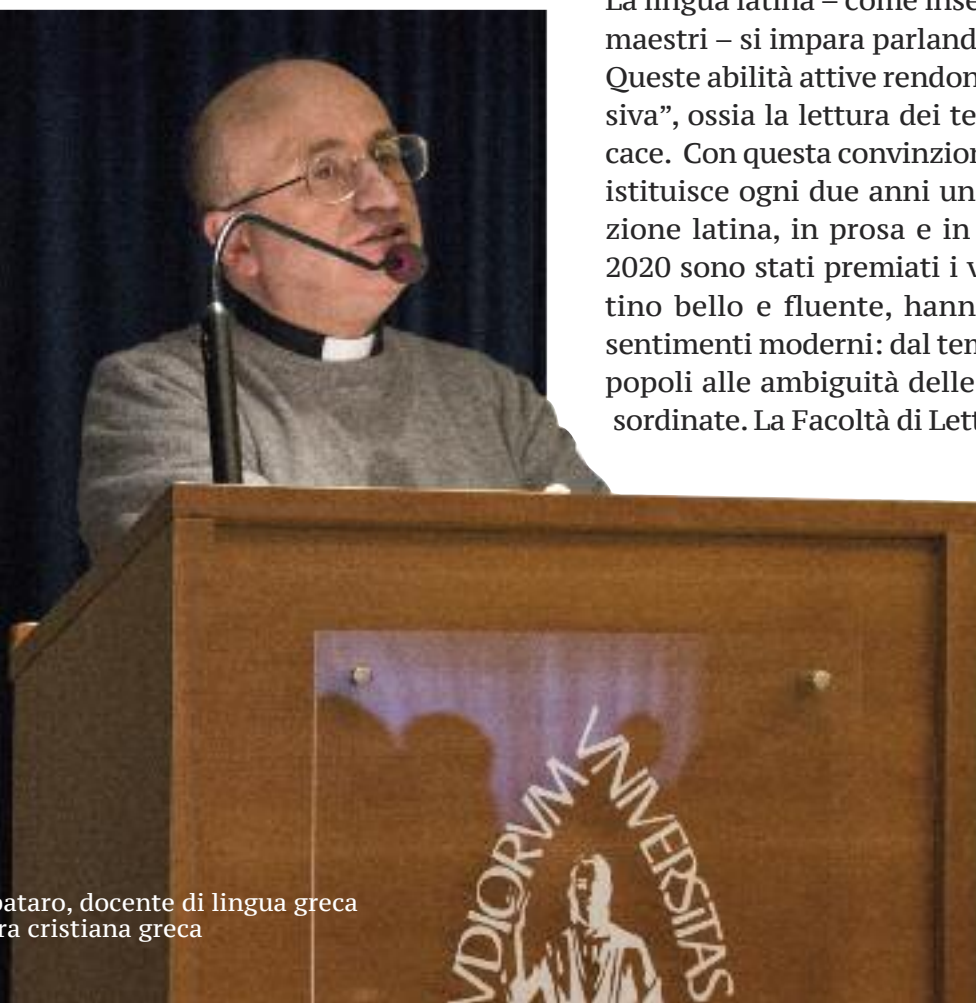 La lingua latina – come inse
maestri – si impara parland
Queste abilità attive rendon
siva”, ossia la lettura dei te
cace. Con questa convinzion
istituisce ogni due anni un
zione latina, in prosa e in
2020 sono stati premiati i v
tino bello e fluente, hann
sentimenti moderni: dal ten
popoli alle ambiguità delle
sordinate. La Facoltà di Lett
VDIORVM VNIVERSITAS
pataro, docente di lingua greca
ra cristiana greca